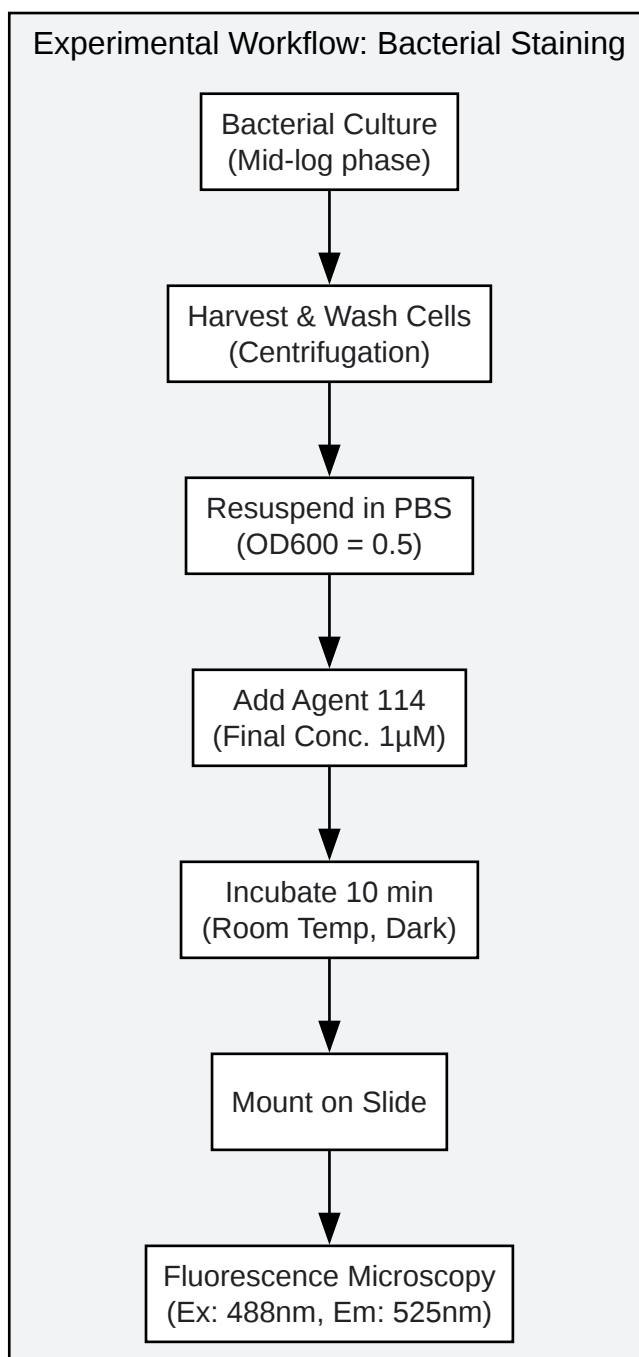 Experimental Workflow: Bacterial Staining
Bacterial Culture
(Mid-log phase)
Harvest & Wash Cells
(Centrifugation)
Resuspend in PBS
(OD600 = 0.5)
Add Agent 114
(Final Conc. 1µM)
Incubate 10 min
(Room Temp, Dark)
Mount on Slide
Fluorescence Microscopy
(Ex: 488nm, Em: 525nm)